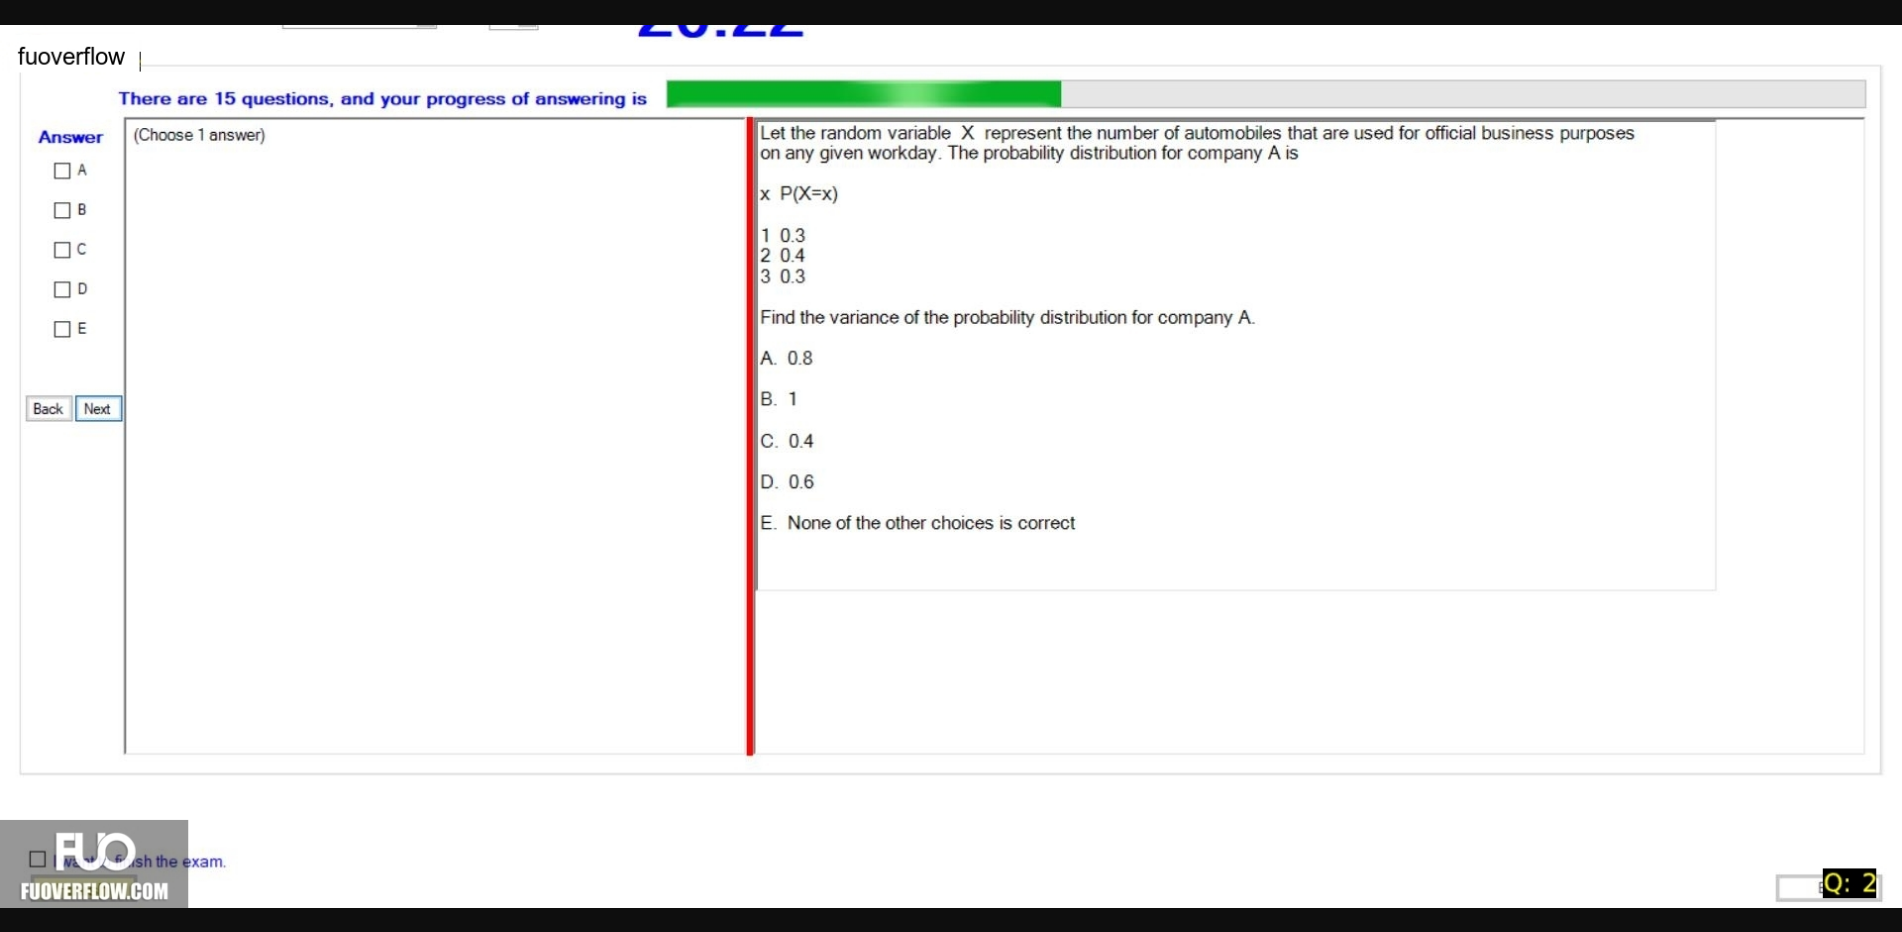 fuoverflow
There are 15 questions, and your progress of answering is
Answer
(Choose 1 answer)
A
B
C
D
E
Back Next
Let the random variable X represent the number of automobiles that are used for official business purposes
on any given workday. The probability distribution for company A is
x P(X=x)
1 0.3
2 0.4
3 0.3
Find the variance of the probability distribution for company A.
A. 0.8
B. 1
C. 0.4
D. 0.6
E. None of the other choices is correct
FUO
sh the exam.
FUOVERFLOW.COM
Q: 2